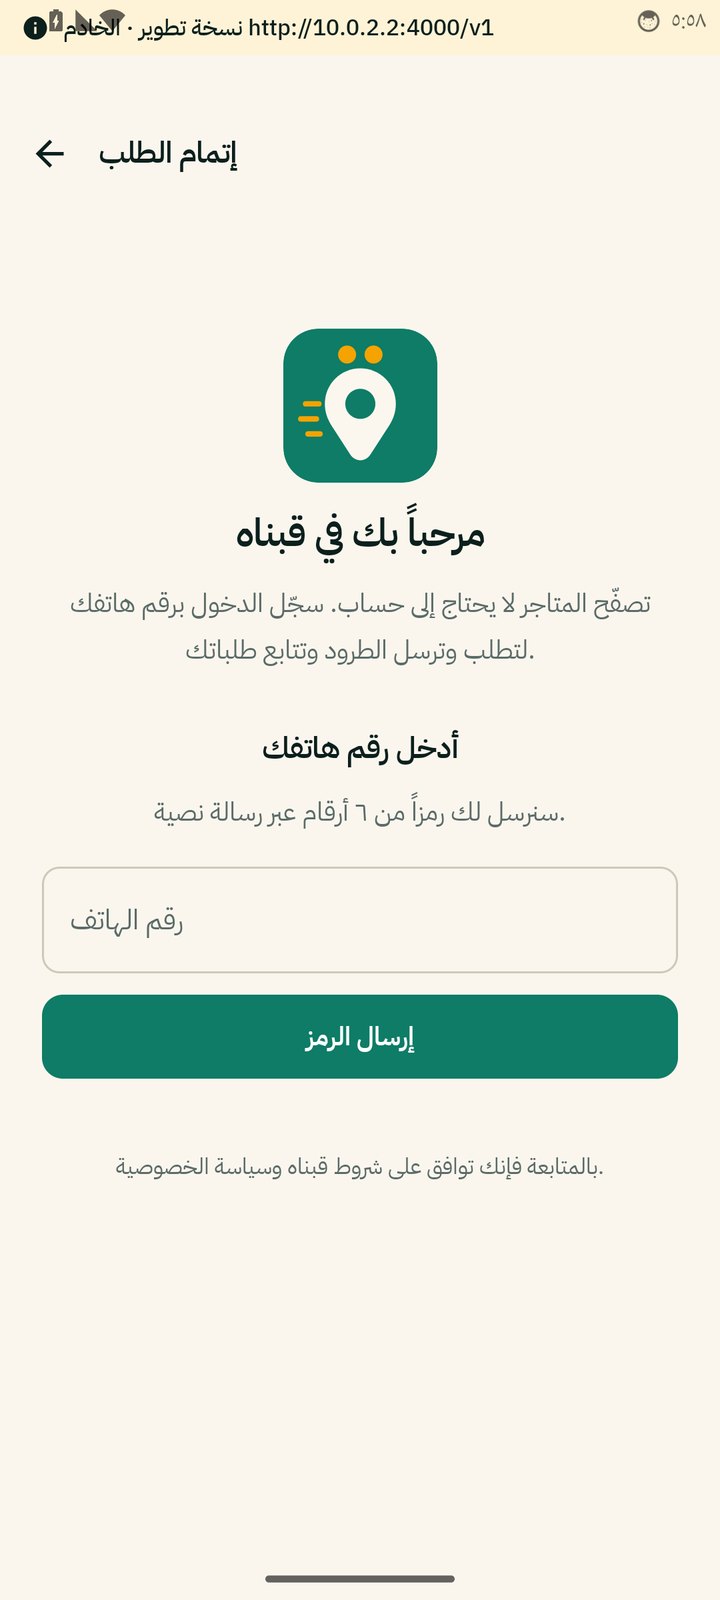 ٥:٥٨
نسخة تطوير · الخادم http://10.0.2.2:4000/v1
إتمام الطلب
مرحباً بك في قبناه
تصفّح المتاجر لا يحتاج إلى حساب. سجّل الدخول برقم هاتفك
لتطلب وترسل الطرود وتتابع طلباتك.
أدخل رقم هاتفك
سنرسل لك رمزاً من ٦ أرقام عبر رسالة نصية.
رقم الهاتف
إرسال الرمز
بالمتابعة فإنك توافق على شروط قبناه وسياسة الخصوصية.